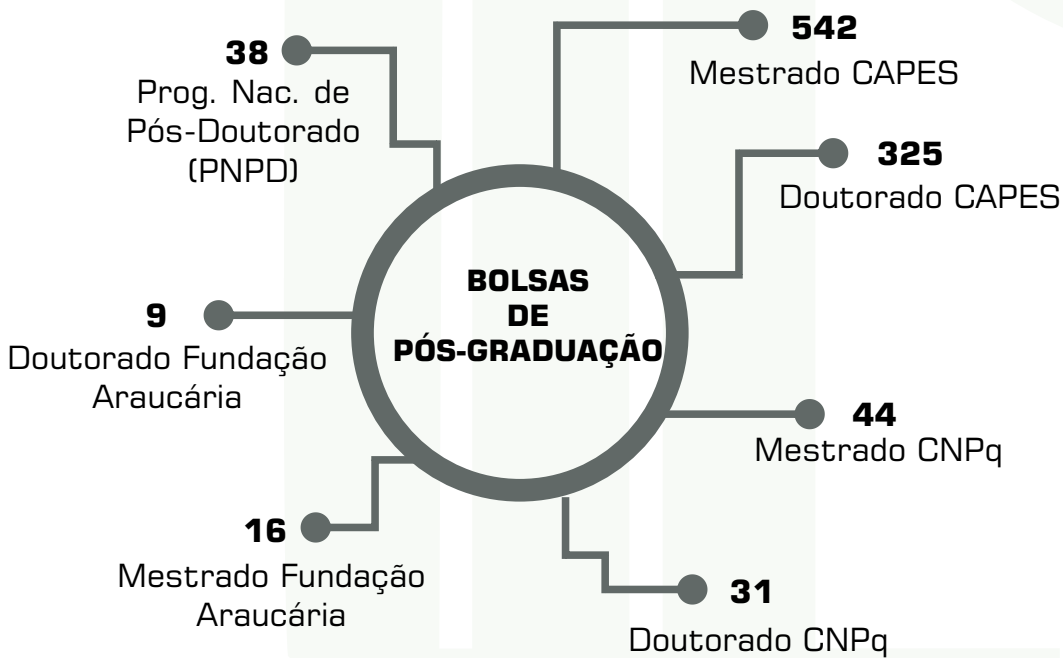 BOLSAS
DE
PÓS-GRADUAÇÃO
542
Mestrado CAPES
325
Doutorado CAPES
44
Mestrado CNPq
31
Doutorado CNPq
16
Mestrado Fundação
Araucária
9
Doutorado Fundação
Araucária
38
Prog. Nac. de
Pós-Doutorado
(PNPD)